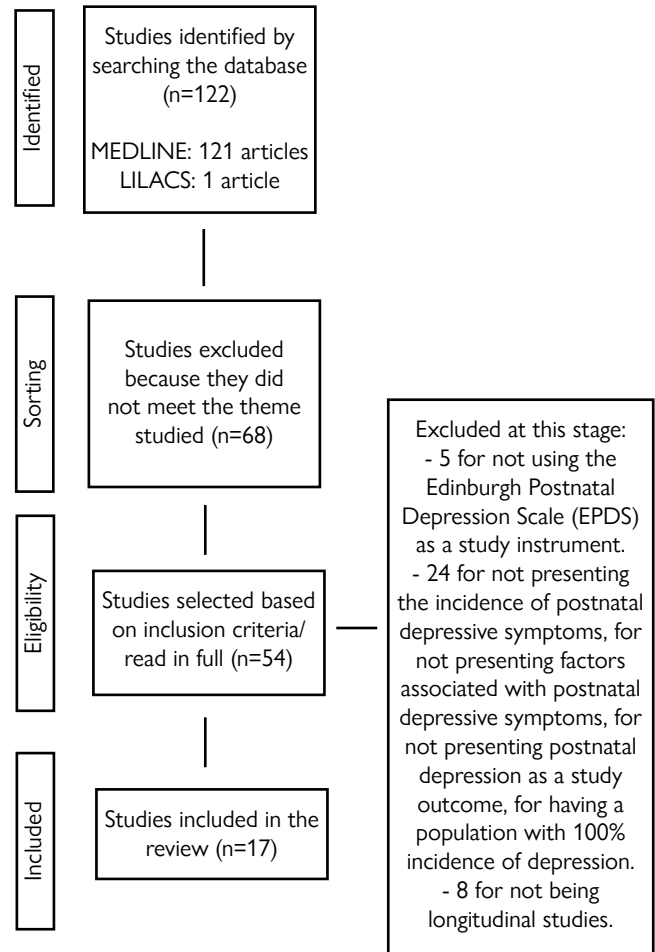 Identified
Studies identified by
searching the database
(n=122)
MEDLINE: 121 articles
LILACS: 1 article
Sorting
Studies excluded
because they did
not meet the theme
studied (n=68)
Eligibility
Studies selected based
on inclusion criteria/
read in full (n=54)
Excluded at this stage:
- 5 for not using the
Edinburgh Postnatal
Depression Scale (EPDS)
as a study instrument.
- 24 for not presenting
the incidence of postnatal
depressive symptoms, for
not presenting factors
associated with postnatal
depressive symptoms, for
not presenting postnatal
depression as a study
outcome, for having a
population with 100%
incidence of depression.
- 8 for not being
longitudinal studies.
Included
Studies included in the
review (n=17)